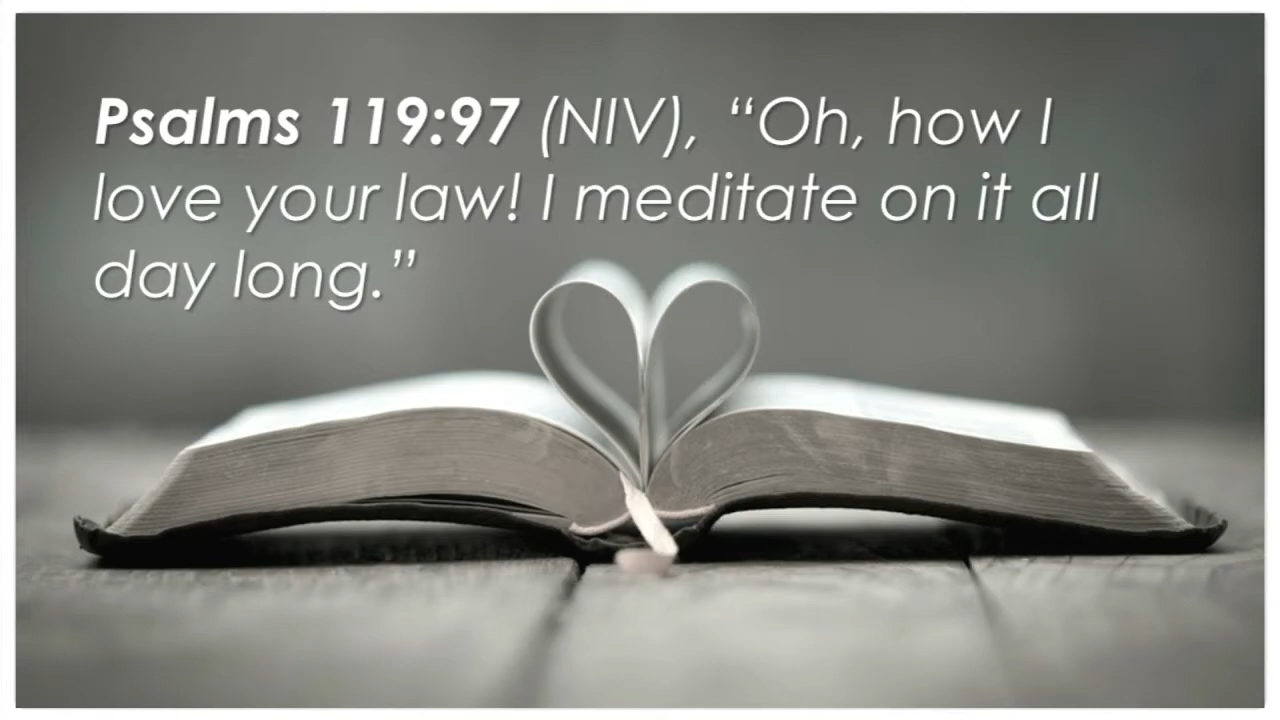 Psalms 119:97 (NIV), “Oh, how I
love your law! I meditate on it all
day long.”